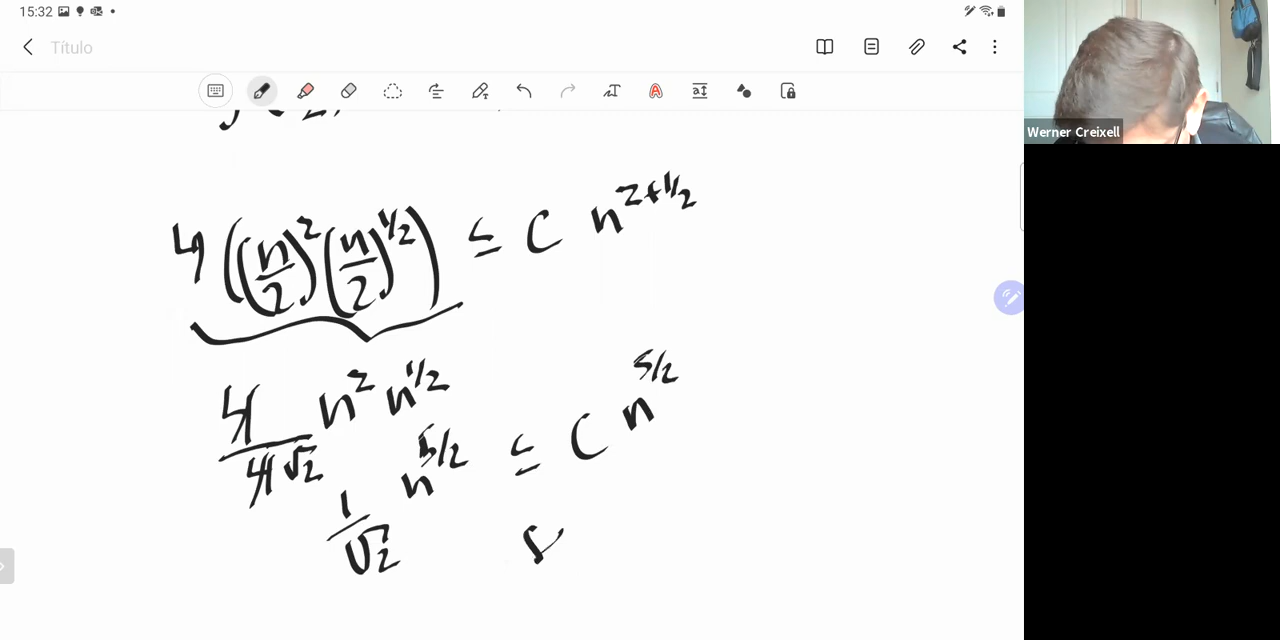 15:32
Título
Werner Creixell
4((n/2)^2 (n/2)^1/2) ≤ C n^2+1/2
4/4√2 n^2 n^1/2
1/√2 n^5/2 ≤ C n^5/2